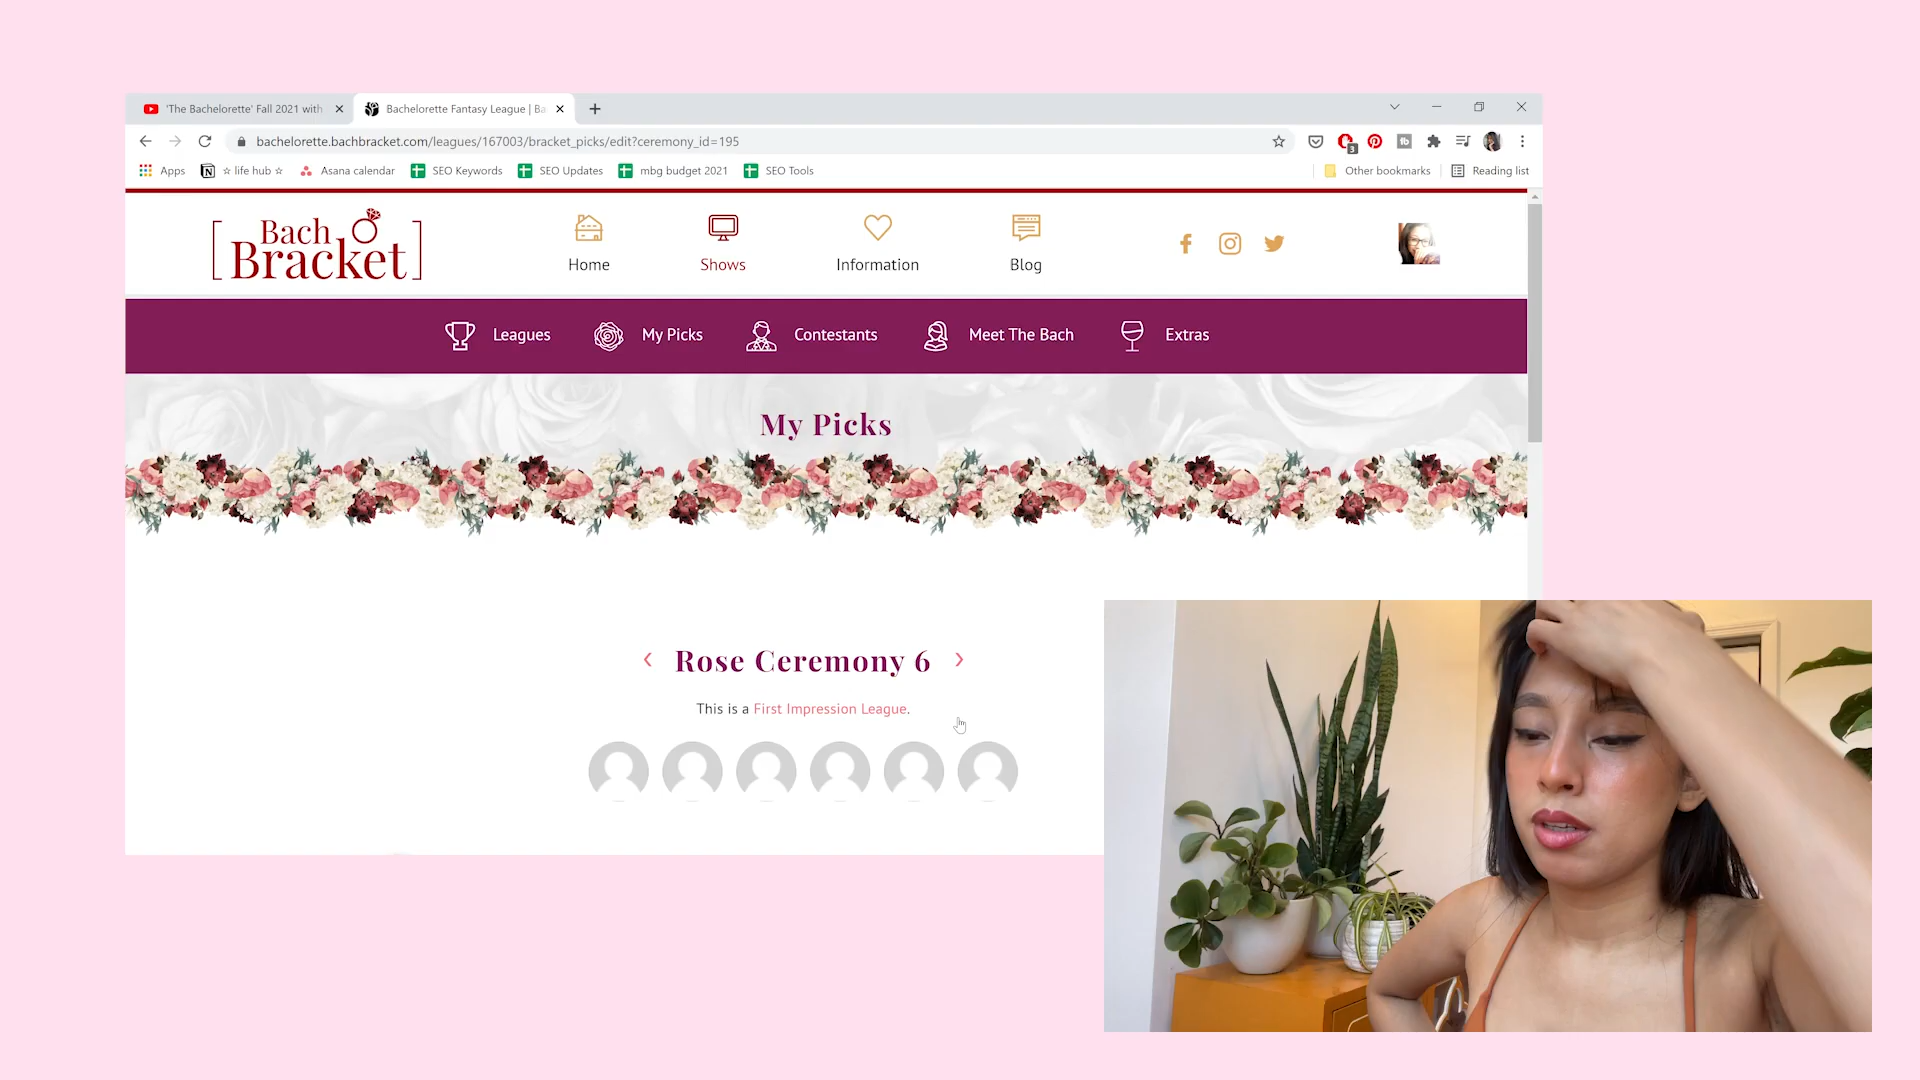 'The Bachelorette' Fall 2021 with
Bachelorette Fantasy League | Ba
bachelorette.bachbracket.com/leagues/167003/bracket_picks/edit?ceremony_id=195
3
Apps
☆ life hub ☆
Asana calendar
SEO Keywords
SEO Updates
mbg budget 2021
SEO Tools
Other bookmarks
Reading list
[Bach
Bracket]
Home
Shows
Information
Blog
Leagues
My Picks
Contestants
Meet The Bach
Extras
My Picks
‹ Rose Ceremony 6 ›
This is a First Impression League.